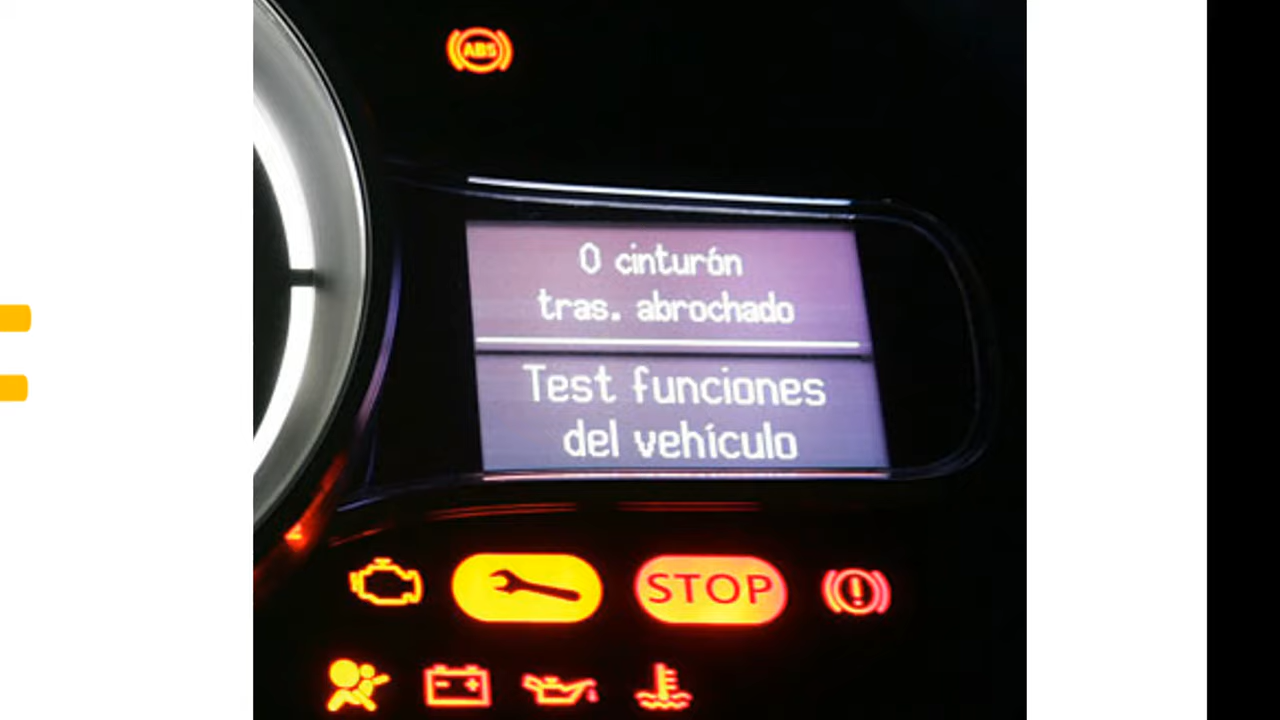 ABS
0 cinturón
tras. abrochado
Test funciones
del vehículo
STOP